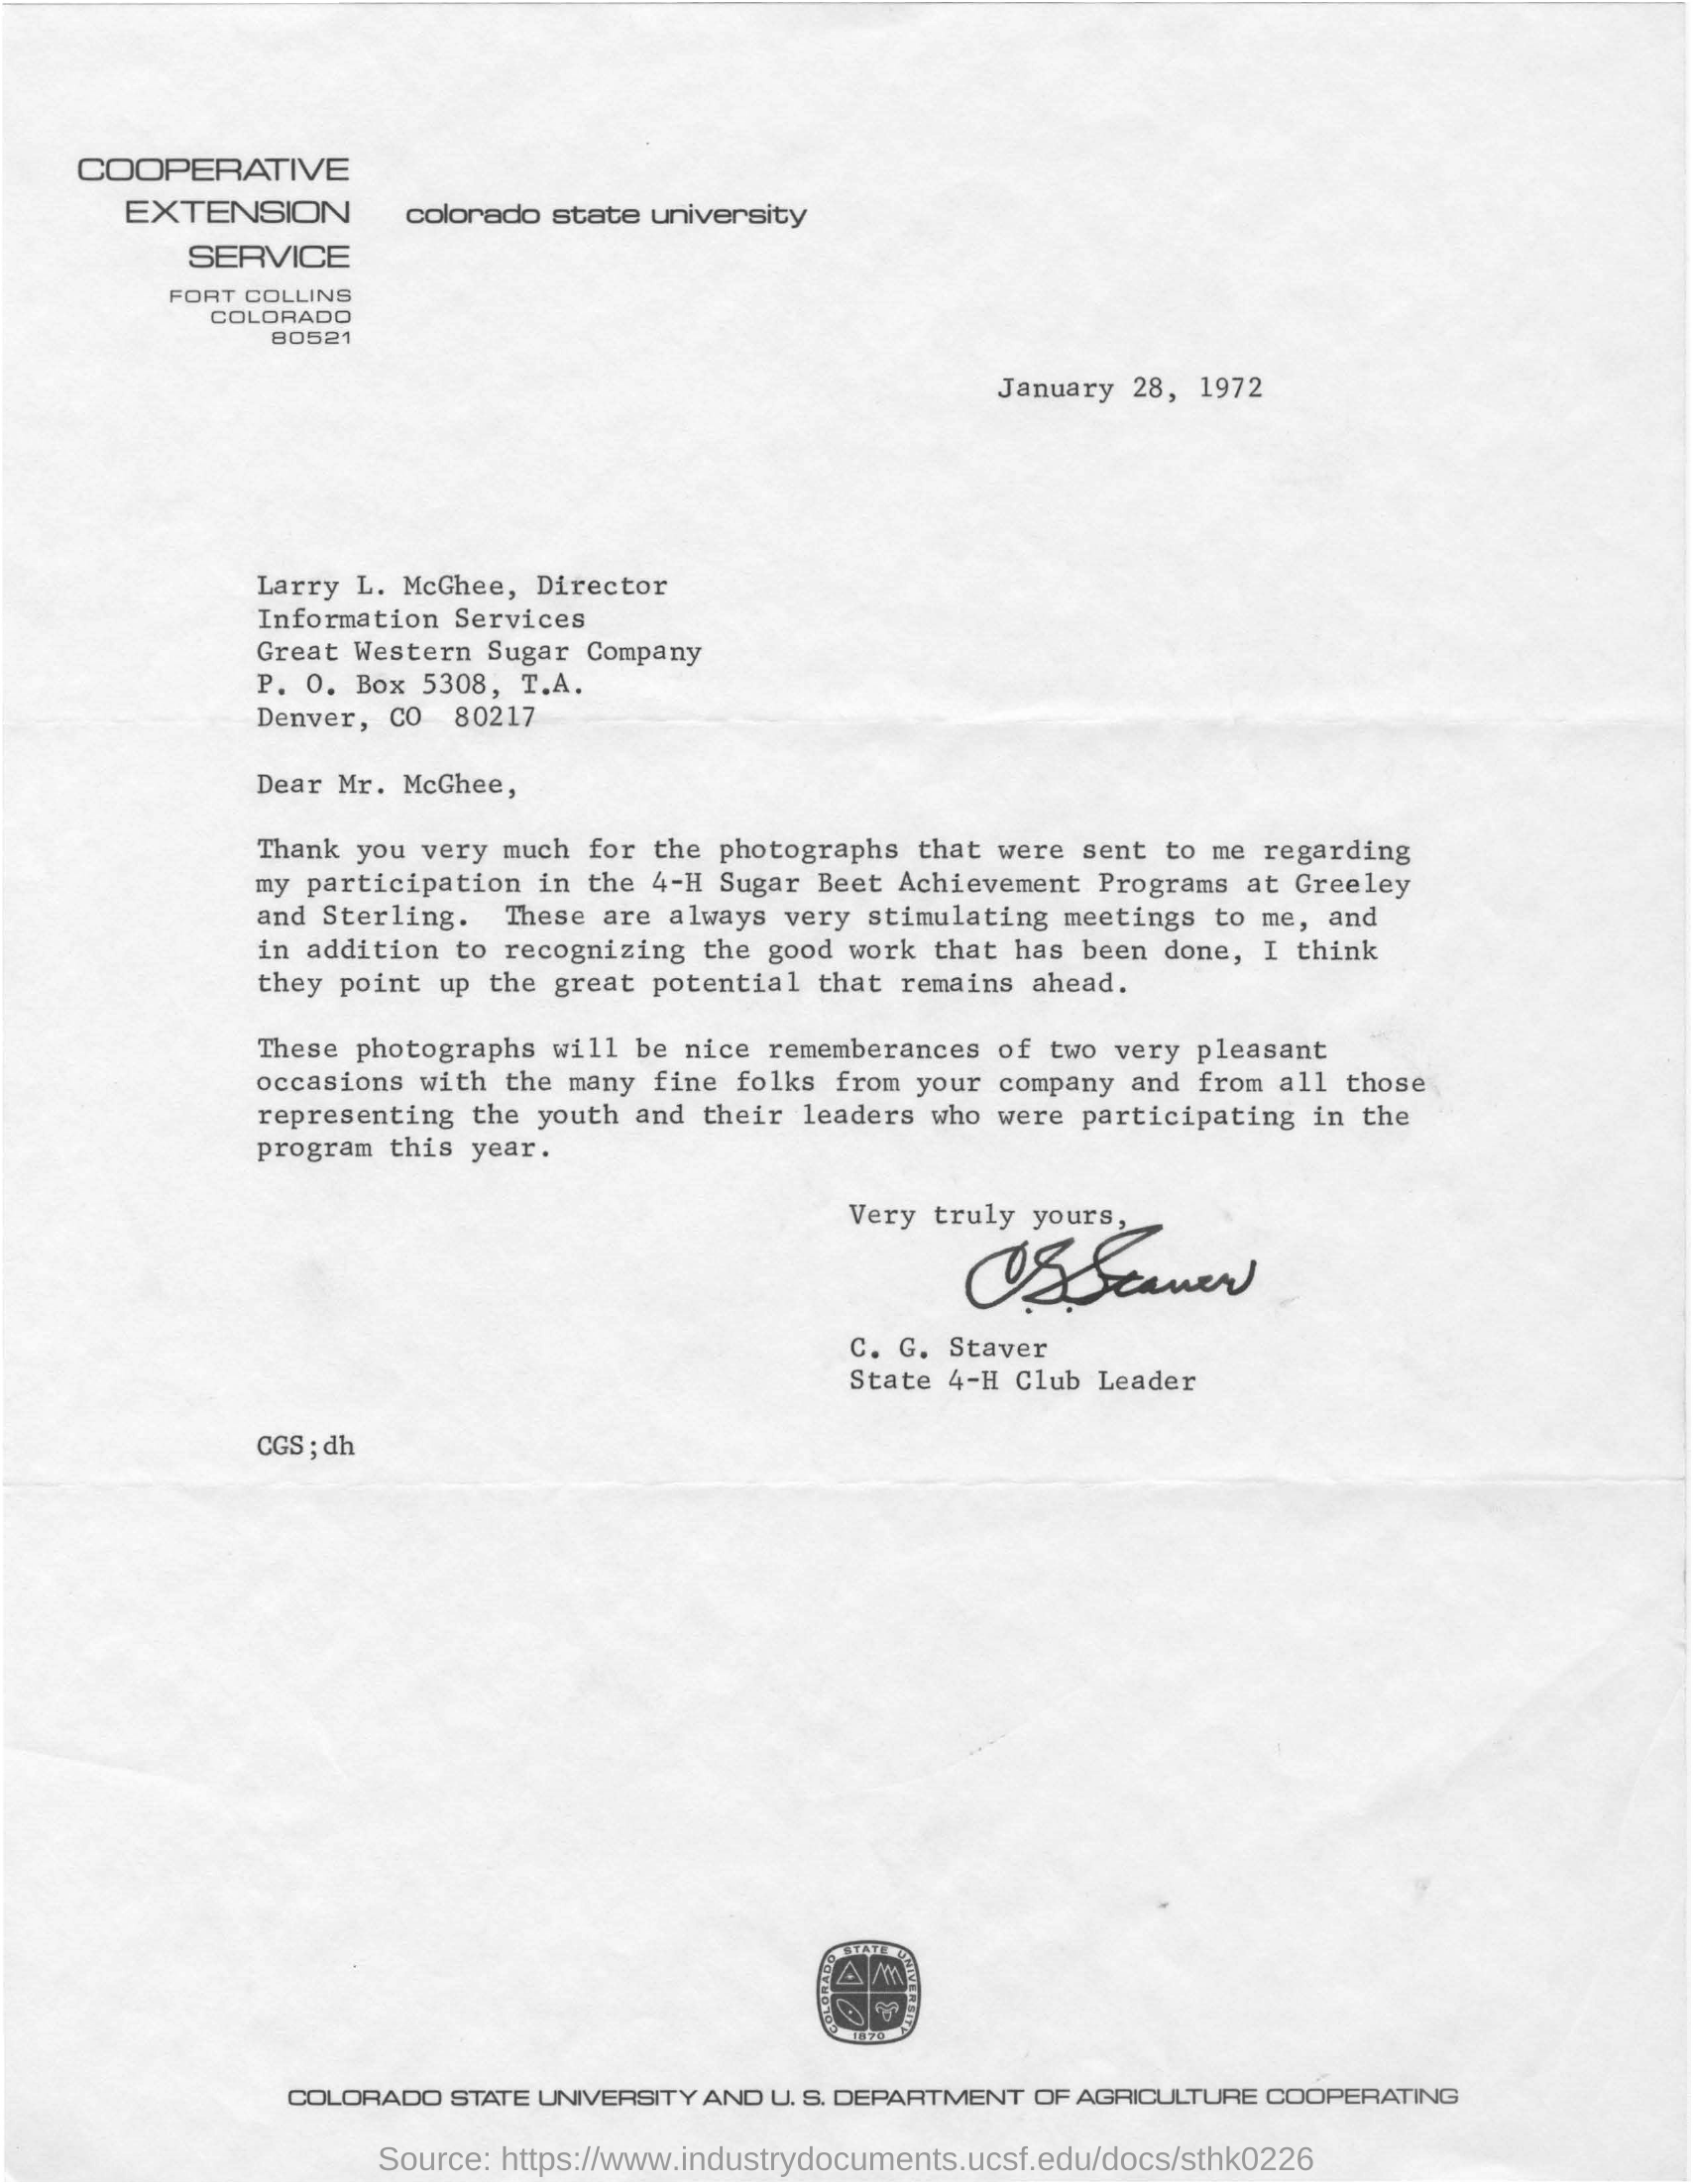 COOPERATIVE
EXTENSION colorado state university
SERVICE
FORT COLLINS
COLORADO
80521
January 28, 1972
Larry L. McGhee, Director
Information Services
Great Western Sugar Company
P. O. Box 5308, T.A.
Denver, CO 80217
Dear Mr. McGhee,
Thank you very much for the photographs that were sent to me regarding
my participation in the 4-H Sugar Beet Achievement Programs at Greeley
and Sterling. These are always very stimulating meetings to me, and
in addition to recognizing the good work that has been done, I think
they point up the great potential that remains ahead.
These photographs will be nice rememberances of two very pleasant
occasions with the many fine folks from your company and from all those
representing the youth and their leaders who were participating in the
program this year.
Very truly yours,
C.G. Staver
C. G. Staver
State 4-H Club Leader
CGS;dh
COLORADO STATE UNIVERSITY
1870
COLORADO STATE UNIVERSITY AND U. S. DEPARTMENT OF AGRICULTURE COOPERATING
Source: https://www.industrydocuments.ucsf.edu/docs/sthk0226